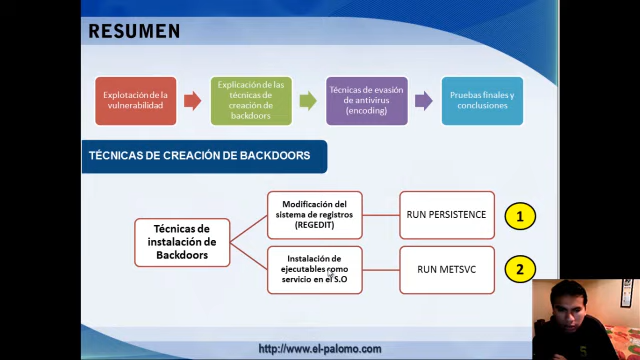 RESUMEN
Explotación de la
vulnerabilidad
Explicación de las
técnicas de
creación de
backdoors
Técnicas de evasión
de antivirus
(encoding)
Pruebas finales y
conclusiones
TÉCNICAS DE CREACIÓN DE BACKDOORS
Técnicas de
instalación de
Backdoors
Modificación del
sistema de registros
(REGEDIT)
RUN PERSISTENCE
1
Instalación de
ejecutables como
servicio en el S.O
RUN METSVC
2
http://www.el-palomo.com